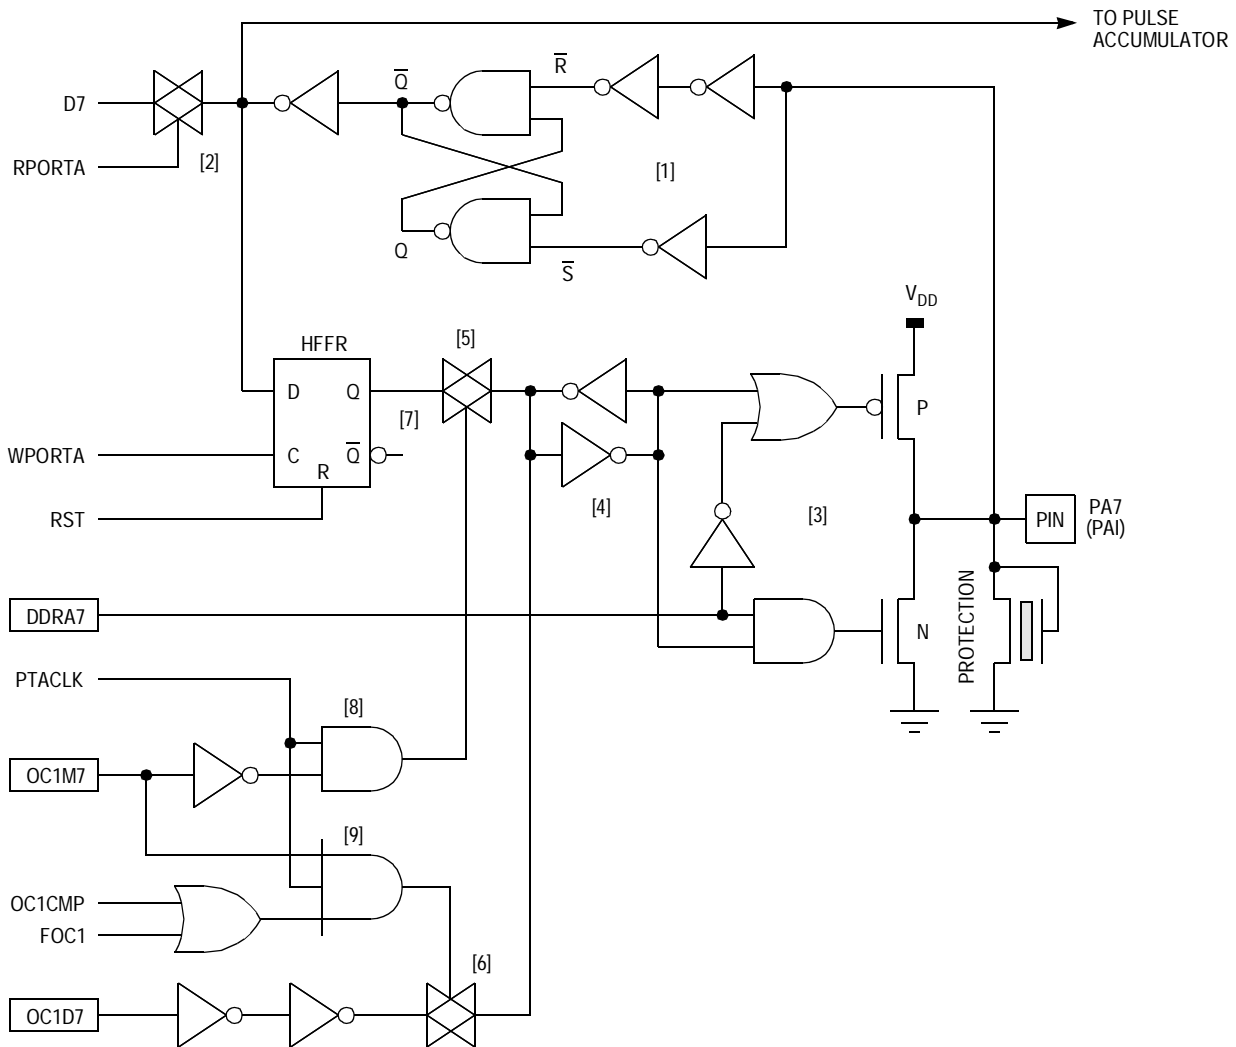 TO PULSE
ACCUMULATOR
D7
RPORTA
[2]
Q̅
R̅
[1]
Q
S̅
VDD
HFFR
[5]
D
Q
[7]
WPORTA
C
Q̅
R
[4]
P
RST
[3]
PIN
PA7
(PAI)
DDRA7
N
PROTECTION
PTACLK
[8]
OC1M7
[9]
OC1CMP
FOC1
[6]
OC1D7